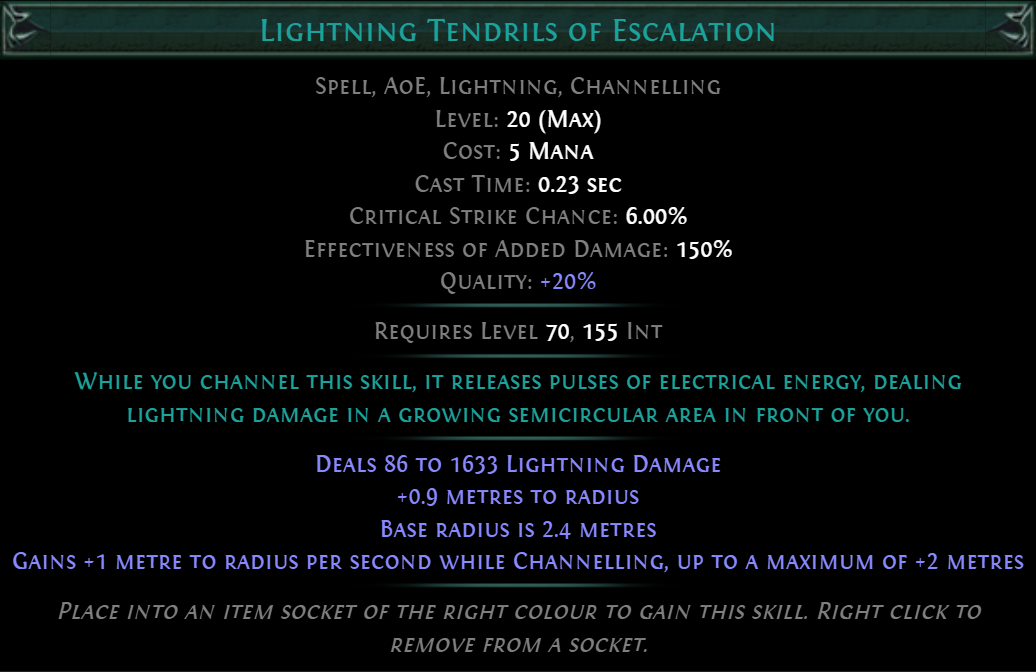 Lightning Tendrils of Escalation
Spell, AoE, Lightning, Channelling
Level: 20 (Max)
Cost: 5 Mana
Cast Time: 0.23 sec
Critical Strike Chance: 6.00%
Effectiveness of Added Damage: 150%
Quality: +20%
Requires Level 70, 155 Int
While you channel this skill, it releases pulses of electrical energy, dealing
lightning damage in a growing semicircular area in front of you.
Deals 86 to 1633 Lightning Damage
+0.9 metres to radius
Base radius is 2.4 metres
Gains +1 metre to radius per second while Channelling, up to a maximum of +2 metres
Place into an item socket of the right colour to gain this skill. Right click to
remove from a socket.